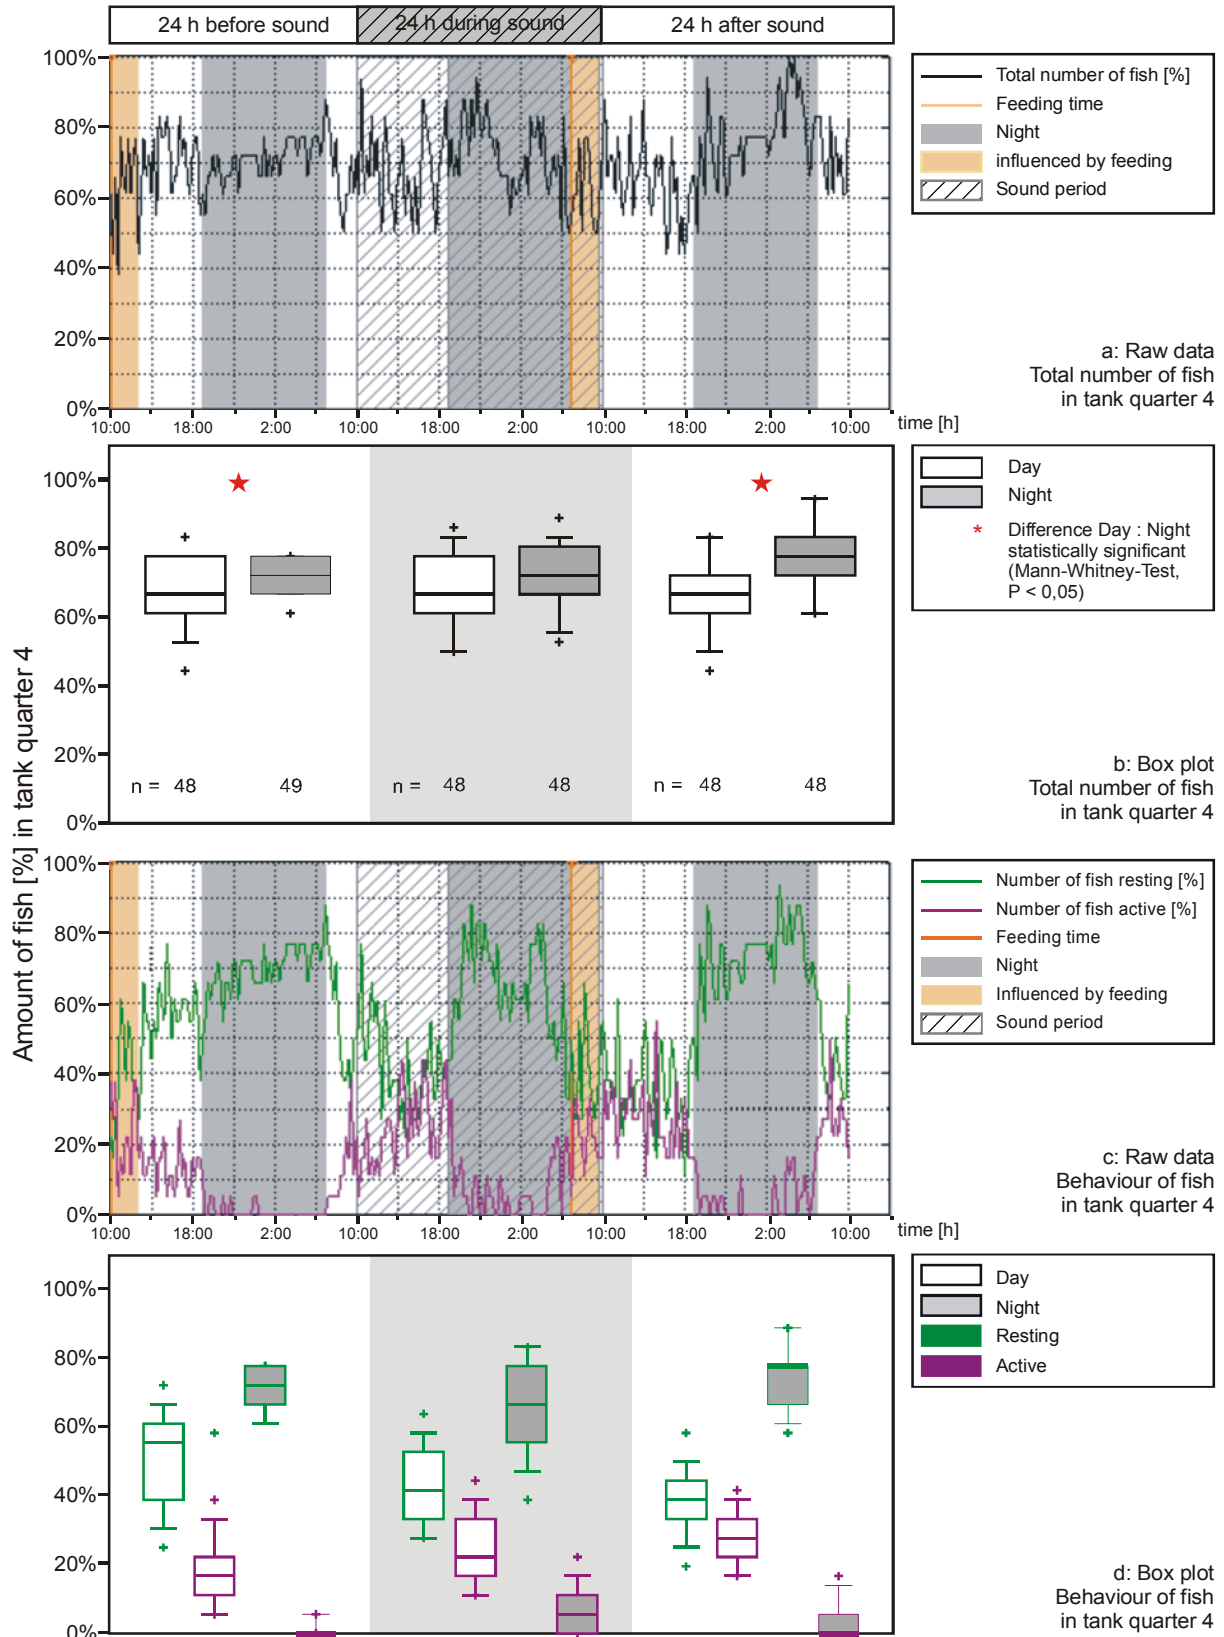 24 h before sound
24 h during sound
24 h after sound
100%
80%
60%
40%
20%
0%
10:00
18:00
2:00
10:00
18:00
2:00
10:00
18:00
2:00
10:00
time [h]
Total number of fish [%]
Feeding time
Night
influenced by feeding
Sound period
a: Raw data
Total number of fish
in tank quarter 4
Amount of fish [%] in tank quarter 4
100%
80%
60%
40%
20%
0%
n = 48
49
n = 48
48
n = 48
48
Day
Night
* Difference Day : Night
statistically significant
(Mann-Whitney-Test,
P < 0,05)
b: Box plot
Total number of fish
in tank quarter 4
100%
80%
60%
40%
20%
0%
10:00
18:00
2:00
10:00
18:00
2:00
10:00
18:00
2:00
10:00
time [h]
Number of fish resting [%]
Number of fish active [%]
Feeding time
Night
Influenced by feeding
Sound period
c: Raw data
Behaviour of fish
in tank quarter 4
100%
80%
60%
40%
20%
0%
Day
Night
Resting
Active
d: Box plot
Behaviour of fish
in tank quarter 4